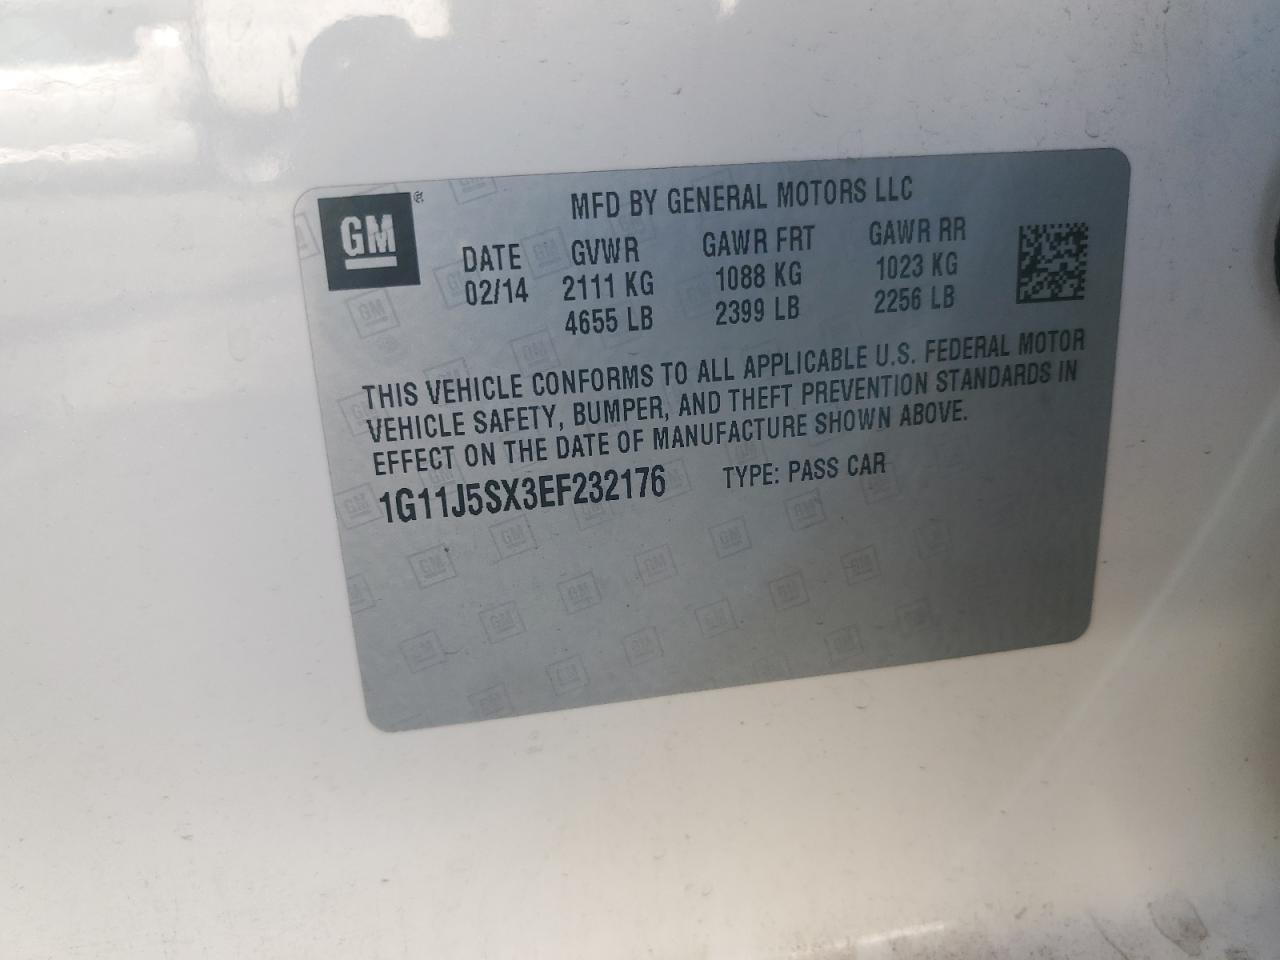 GM
MFD BY GENERAL MOTORS LLC
DATE GVWR GAWR FRT GAWR RR
02/14 2111 KG 1088 KG 1023 KG
4655 LB 2399 LB 2256 LB
THIS VEHICLE CONFORMS TO ALL APPLICABLE U.S. FEDERAL MOTOR
VEHICLE SAFETY, BUMPER, AND THEFT PREVENTION STANDARDS IN
EFFECT ON THE DATE OF MANUFACTURE SHOWN ABOVE.
1G11J5SX3EF232176 TYPE: PASS CAR